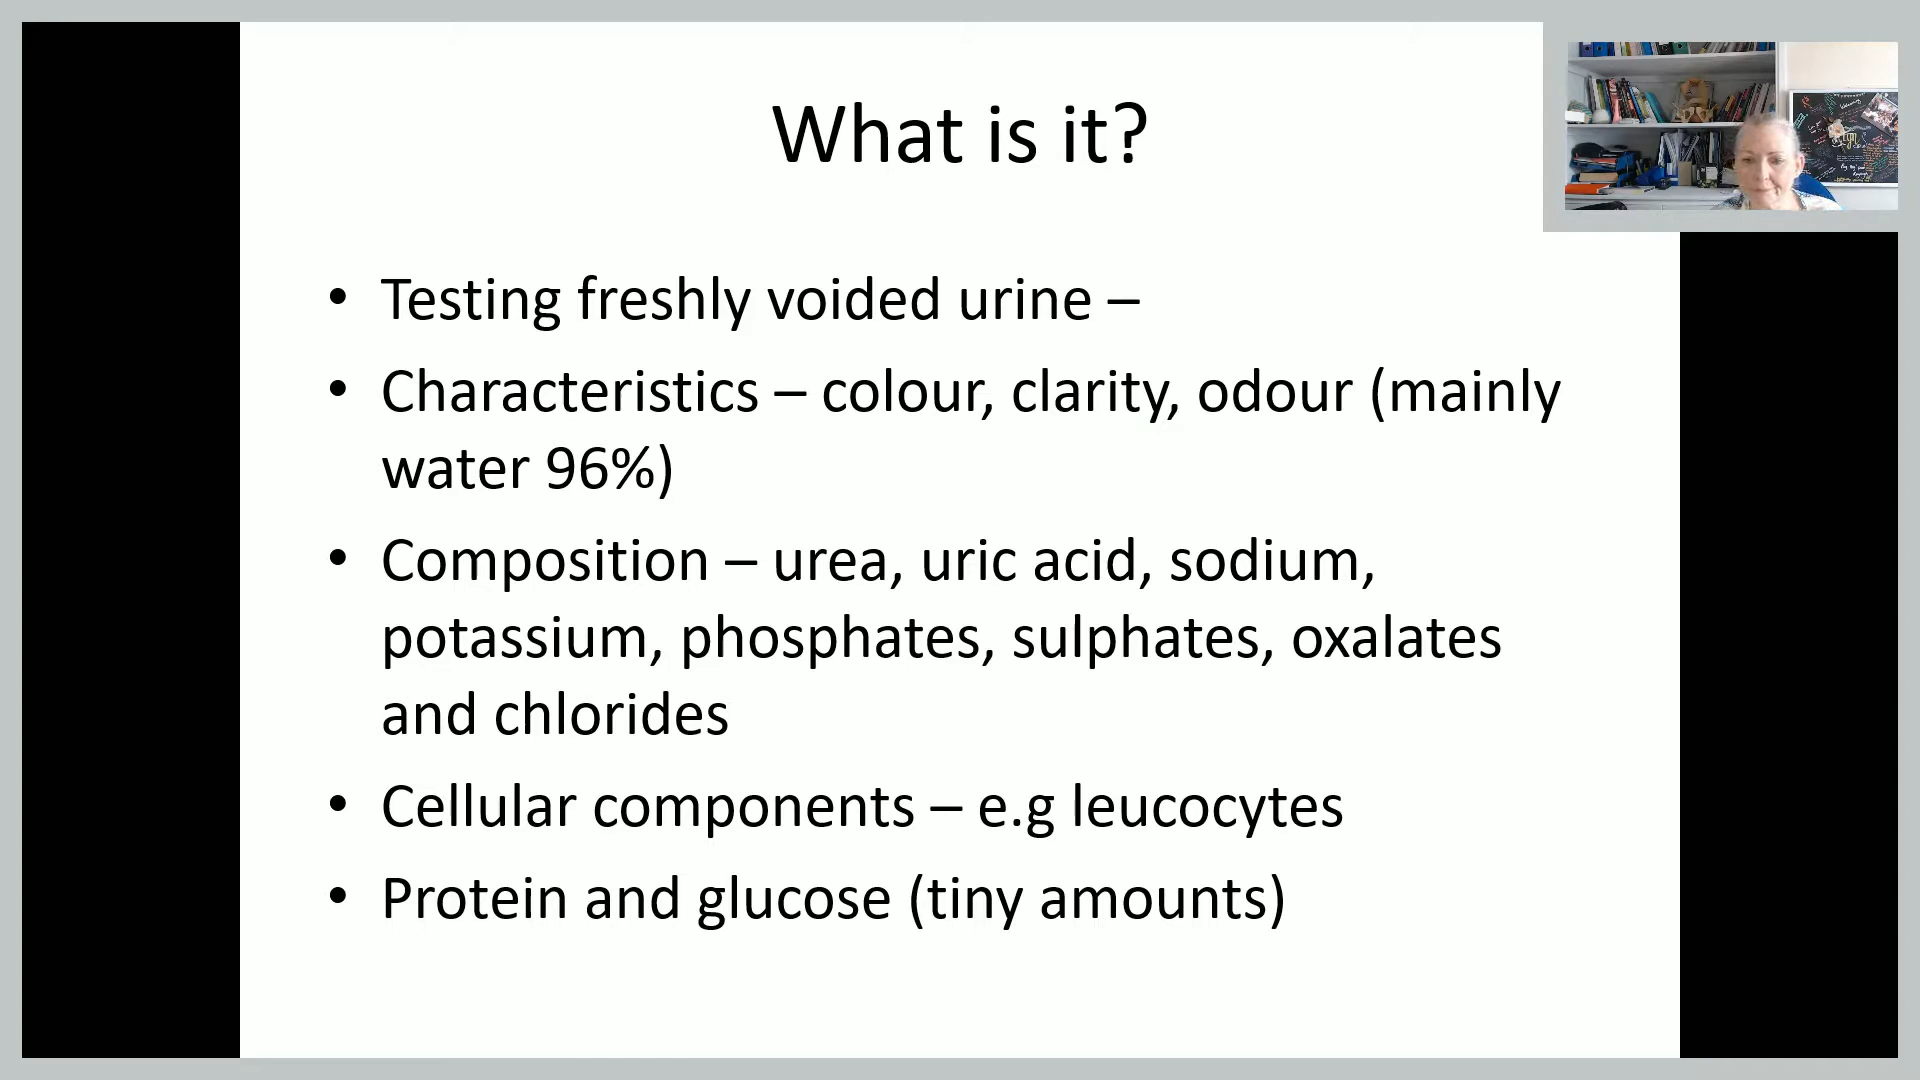 What is it?
• Testing freshly voided urine –
• Characteristics – colour, clarity, odour (mainly
water 96%)
• Composition – urea, uric acid, sodium,
potassium, phosphates, sulphates, oxalates
and chlorides
• Cellular components – e.g leucocytes
• Protein and glucose (tiny amounts)